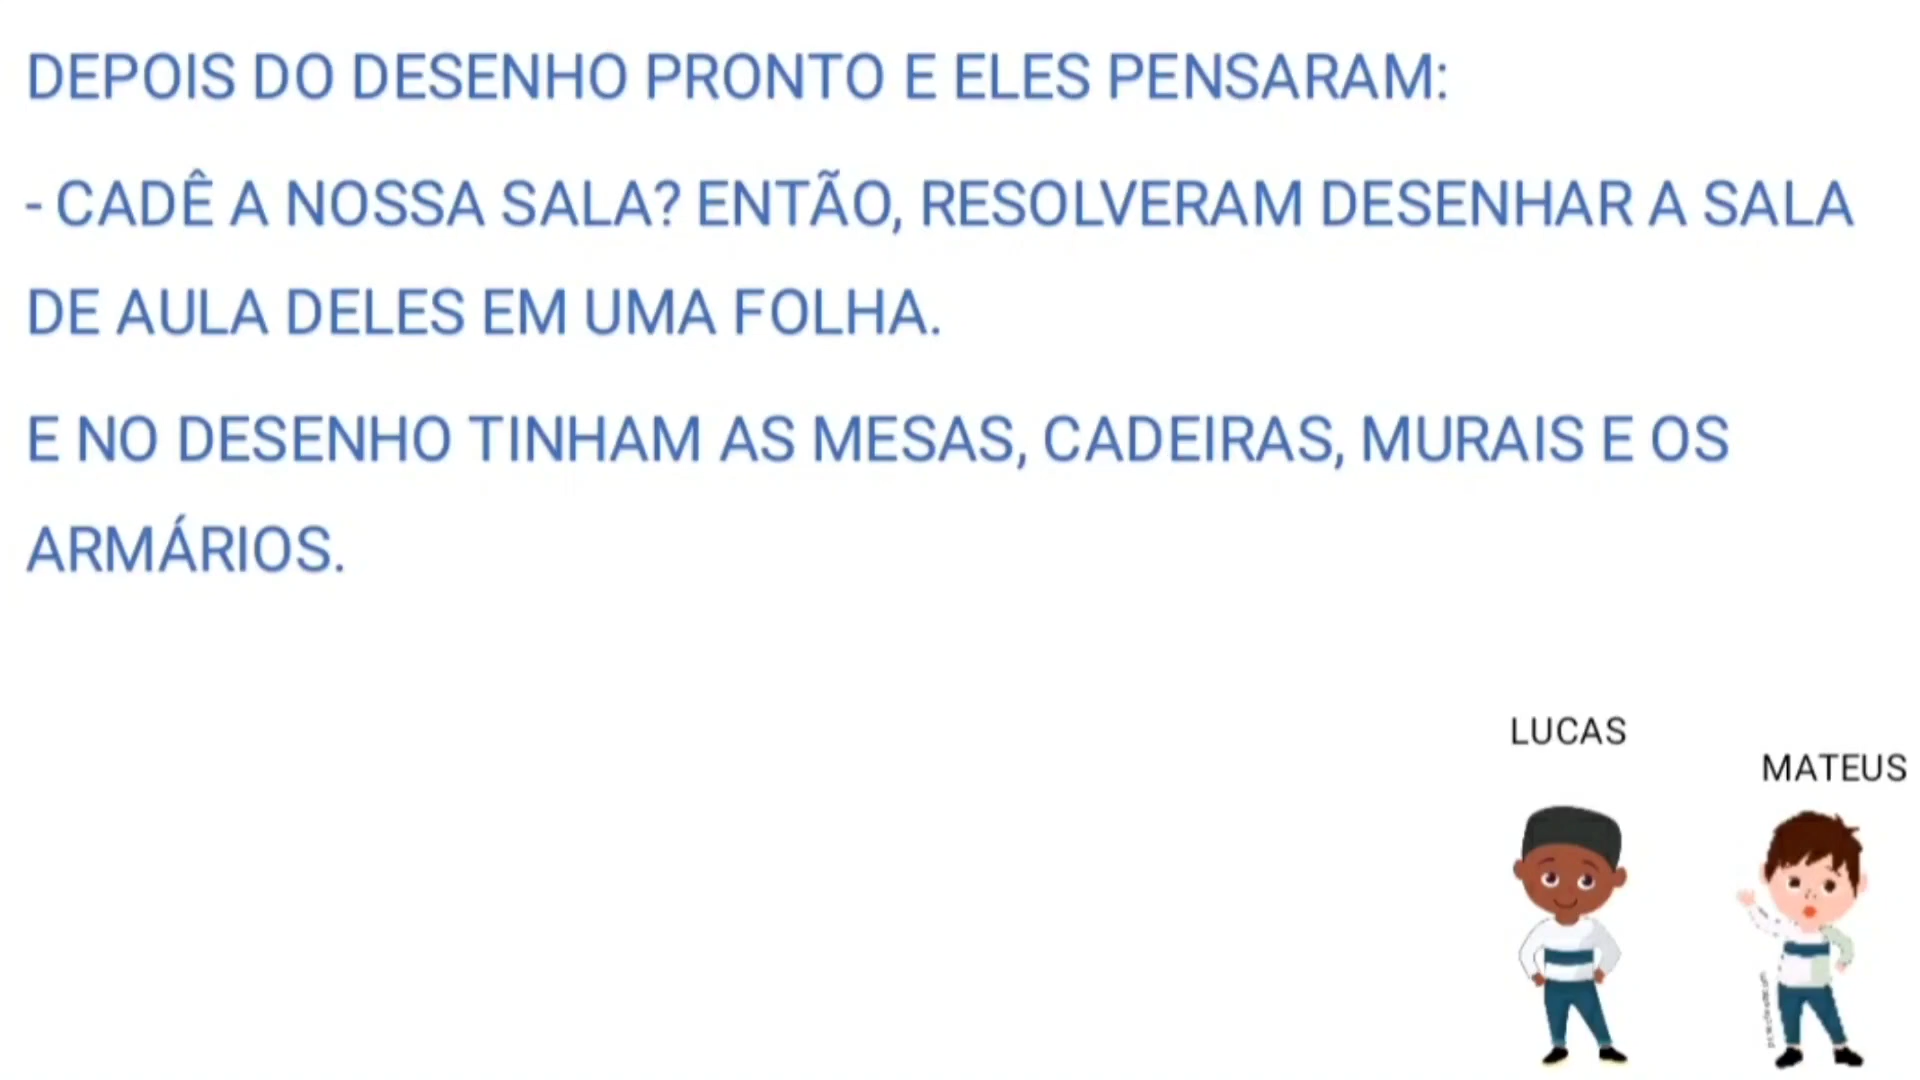 DEPOIS DO DESENHO PRONTO E ELES PENSARAM:
- CADÊ A NOSSA SALA? ENTÃO, RESOLVERAM DESENHAR A SALA
DE AULA DELES EM UMA FOLHA.
E NO DESENHO TINHAM AS MESAS, CADEIRAS, MURAIS E OS
ARMÁRIOS.
LUCAS
MATEUS